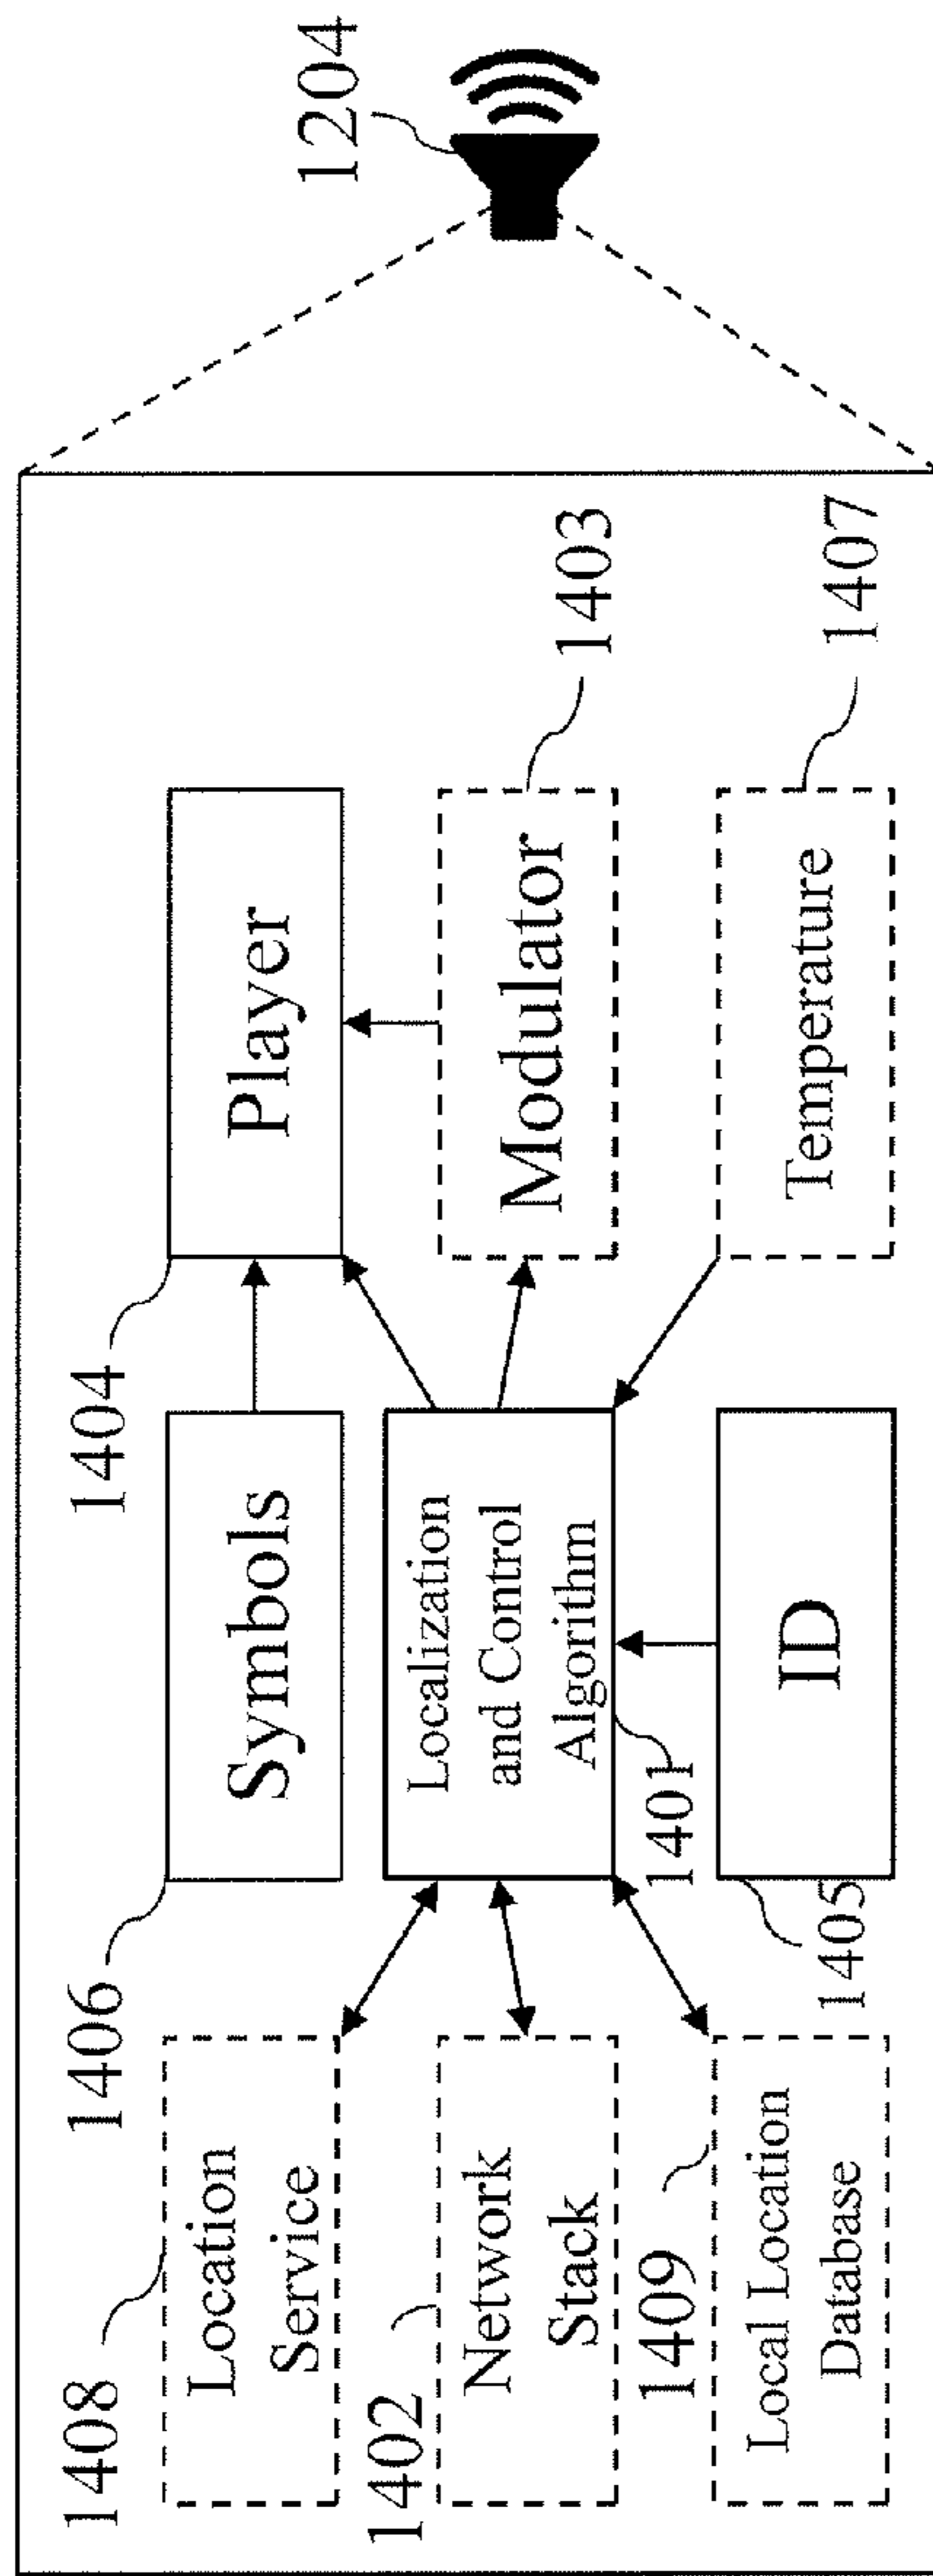 1408
Location
Service
1406
Symbols
1404
Player
1204
1402
Network
Stack
Localization
and Control
Algorithm
1401
Modulator
1403
1409
Local Location
Database
1405
ID
Temperature
1407